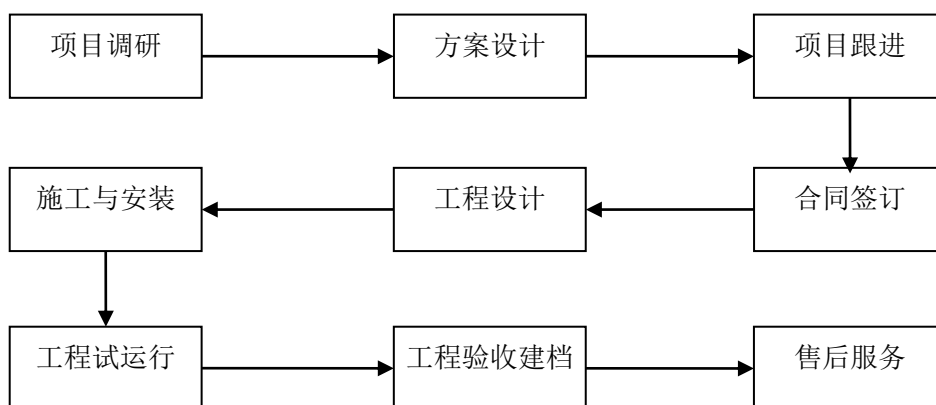 项目调研
方案设计
项目跟进
合同签订
工程设计
施工与安装
工程试运行
工程验收建档
售后服务